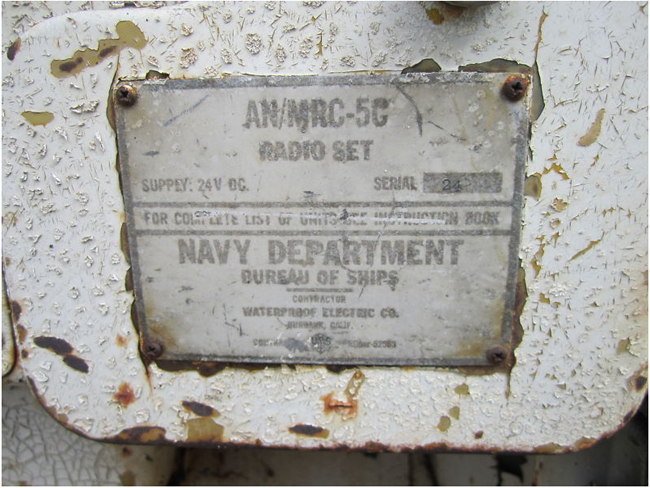 AN/MRC-5C
RADIO SET
SUPPLY: 24V DC. SERIAL 24
FOR COMPLETE LIST OF UNITS SEE INSTRUCTION BOOK
NAVY DEPARTMENT
BUREAU OF SHIPS
CONTRACTOR
WATERPROOF ELECTRIC CO.
BURBANK, CALIF.